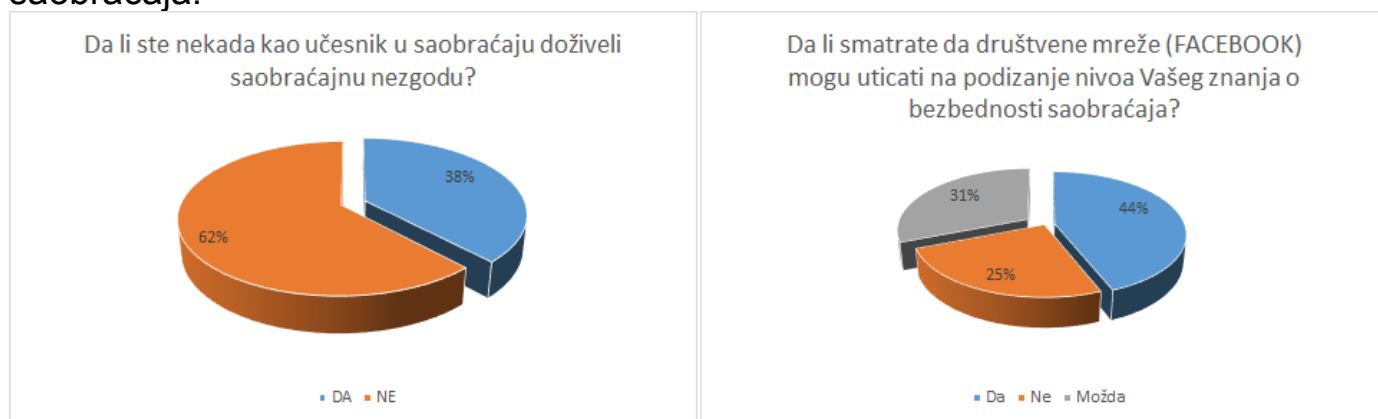 saobraćaja.
Da li ste nekada kao učesnik u saobraćaju doživeli
saobraćajnu nezgodu?
38%
62%
DA NE
Da li smatrate da društvene mreže (FACEBOOK)
mogu uticati na podizanje nivoa Vašeg znanja o
bezbednosti saobraćaja?
31%
44%
25%
Da Ne Možda